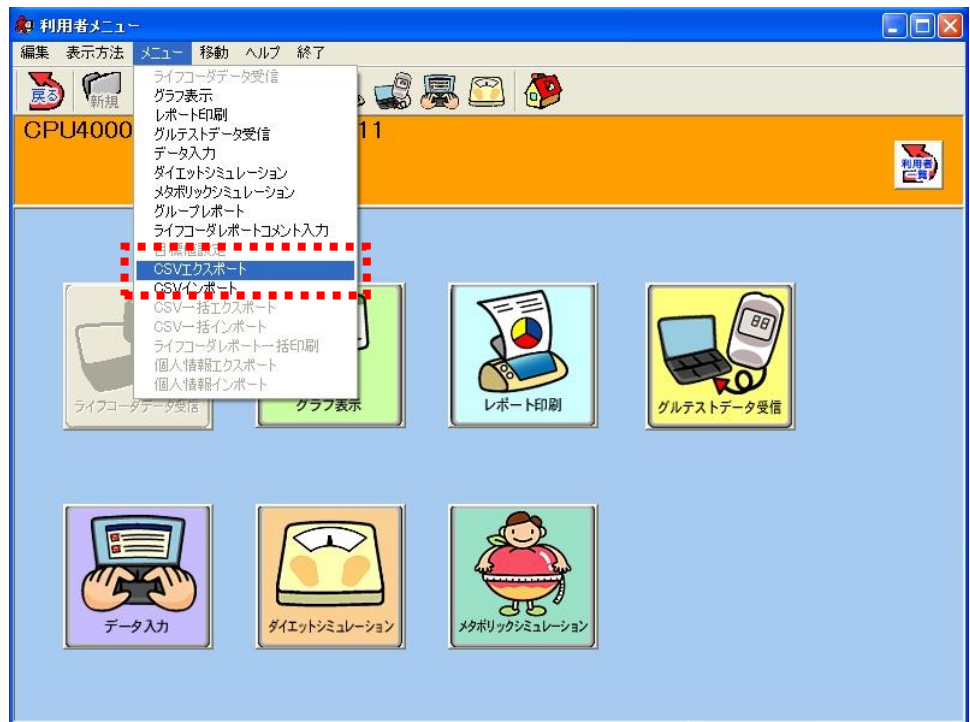 利用者メニュー
編集 表示方法 メニュー 移動 ヘルプ 終了
戻る
新規
CPU4000
11
利用者一覧
ライフコーダデータ受信
グラフ表示
レポート印刷
グルテストデータ受信
データ入力
ダイエットシミュレーション
メタボリックシミュレーション
グループレポート
ライフコーダレポートコメント入力
目標値設定
CSVエクスポート
CSVインポート
CSV一括エクスポート
CSV一括インポート
ライフコーダレポート一括印刷
個人情報エクスポート
個人情報インポート
ライフコーダデータ受信
グラフ表示
レポート印刷
88
グルテストデータ受信
データ入力
ダイエットシミュレーション
メタボリックシミュレーション